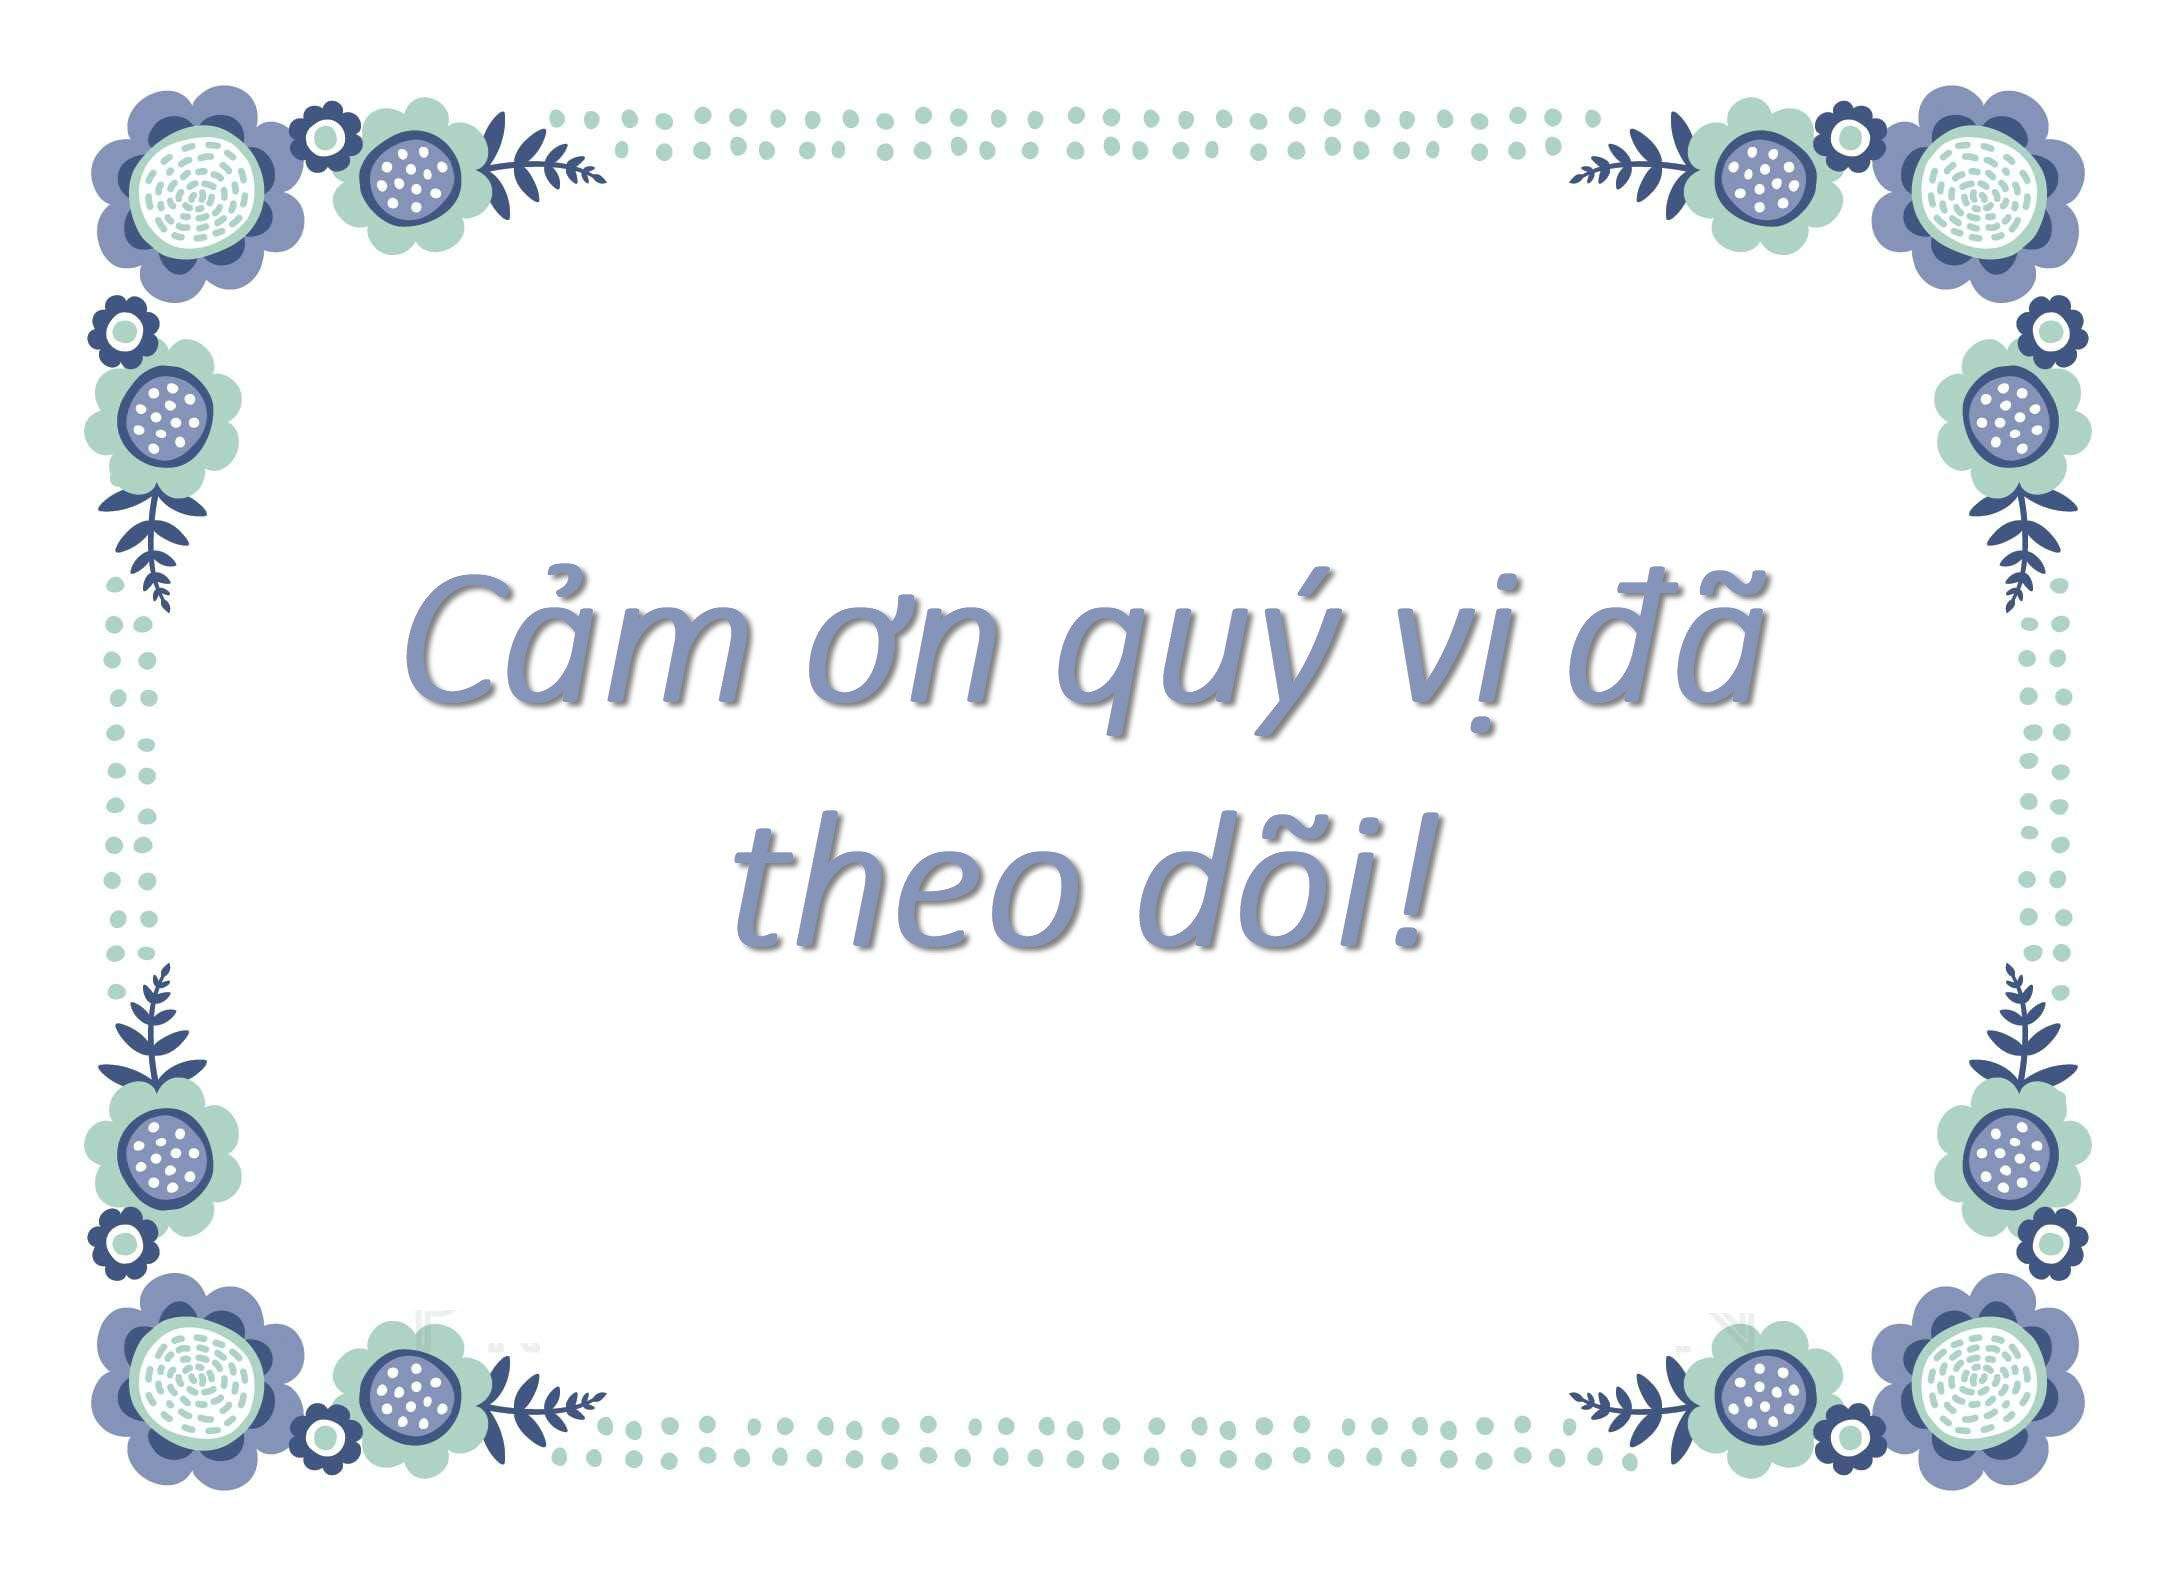 Cảm ơn quý vị đã
theo dõi!